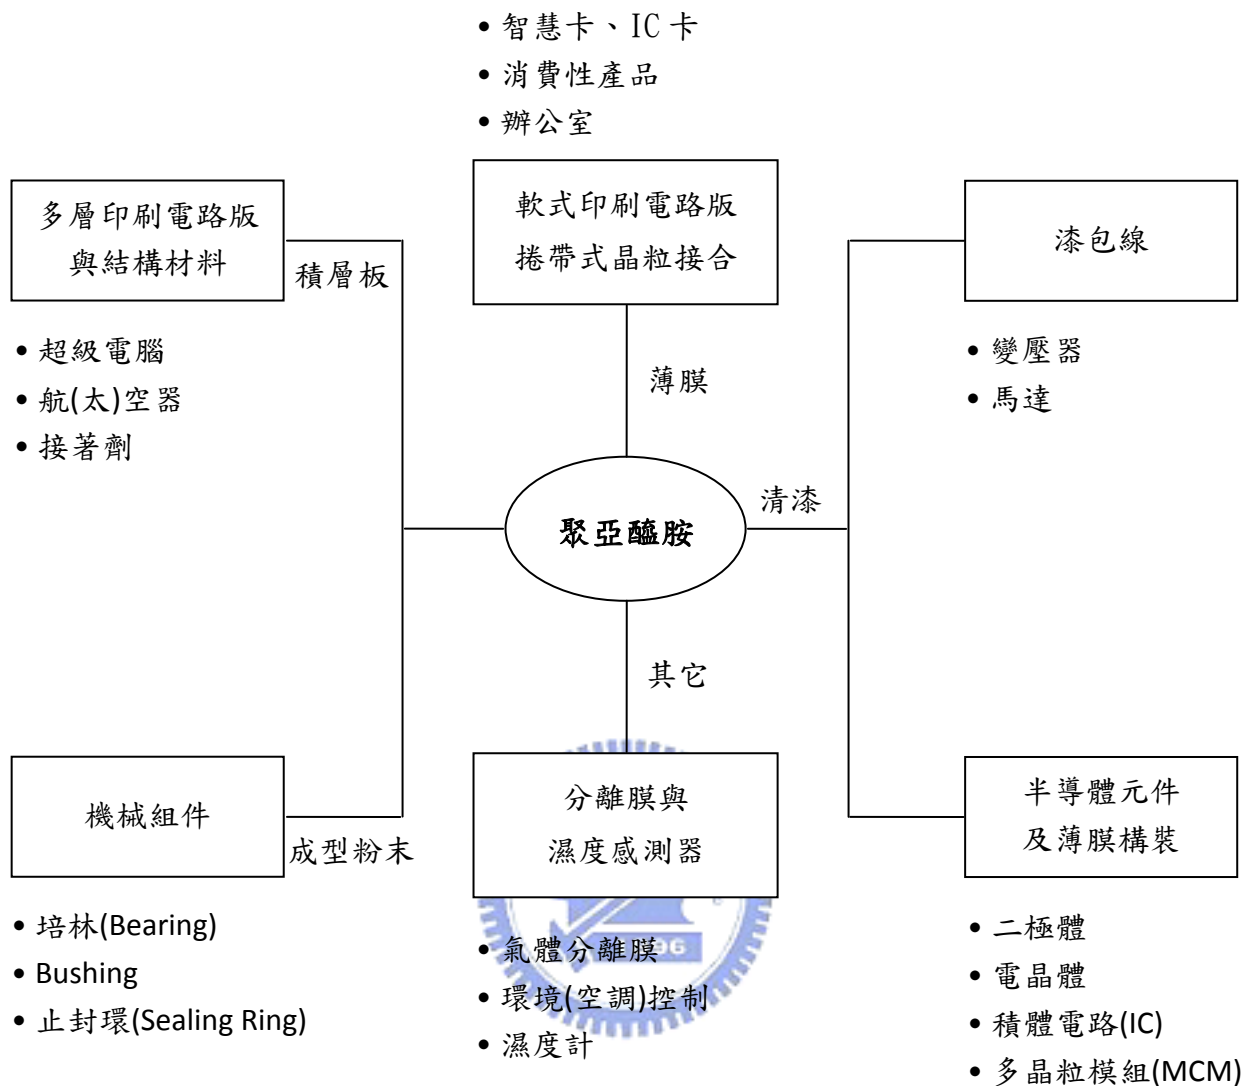 • 智慧卡、IC 卡
• 消費性產品
• 辦公室
多層印刷電路版
與結構材料
積層板
• 超級電腦
• 航(太)空器
• 接著劑
軟式印刷電路版
捲帶式晶粒接合
薄膜
漆包線
• 變壓器
• 馬達
聚亞醯胺
清漆
其它
機械組件
成型粉末
• 培林(Bearing)
• Bushing
• 止封環(Sealing Ring)
分離膜與
濕度感測器
• 氣體分離膜
• 環境(空調)控制
• 濕度計
半導體元件
及薄膜構裝
• 二極體
• 電晶體
• 積體電路(IC)
• 多晶粒模組(MCM)